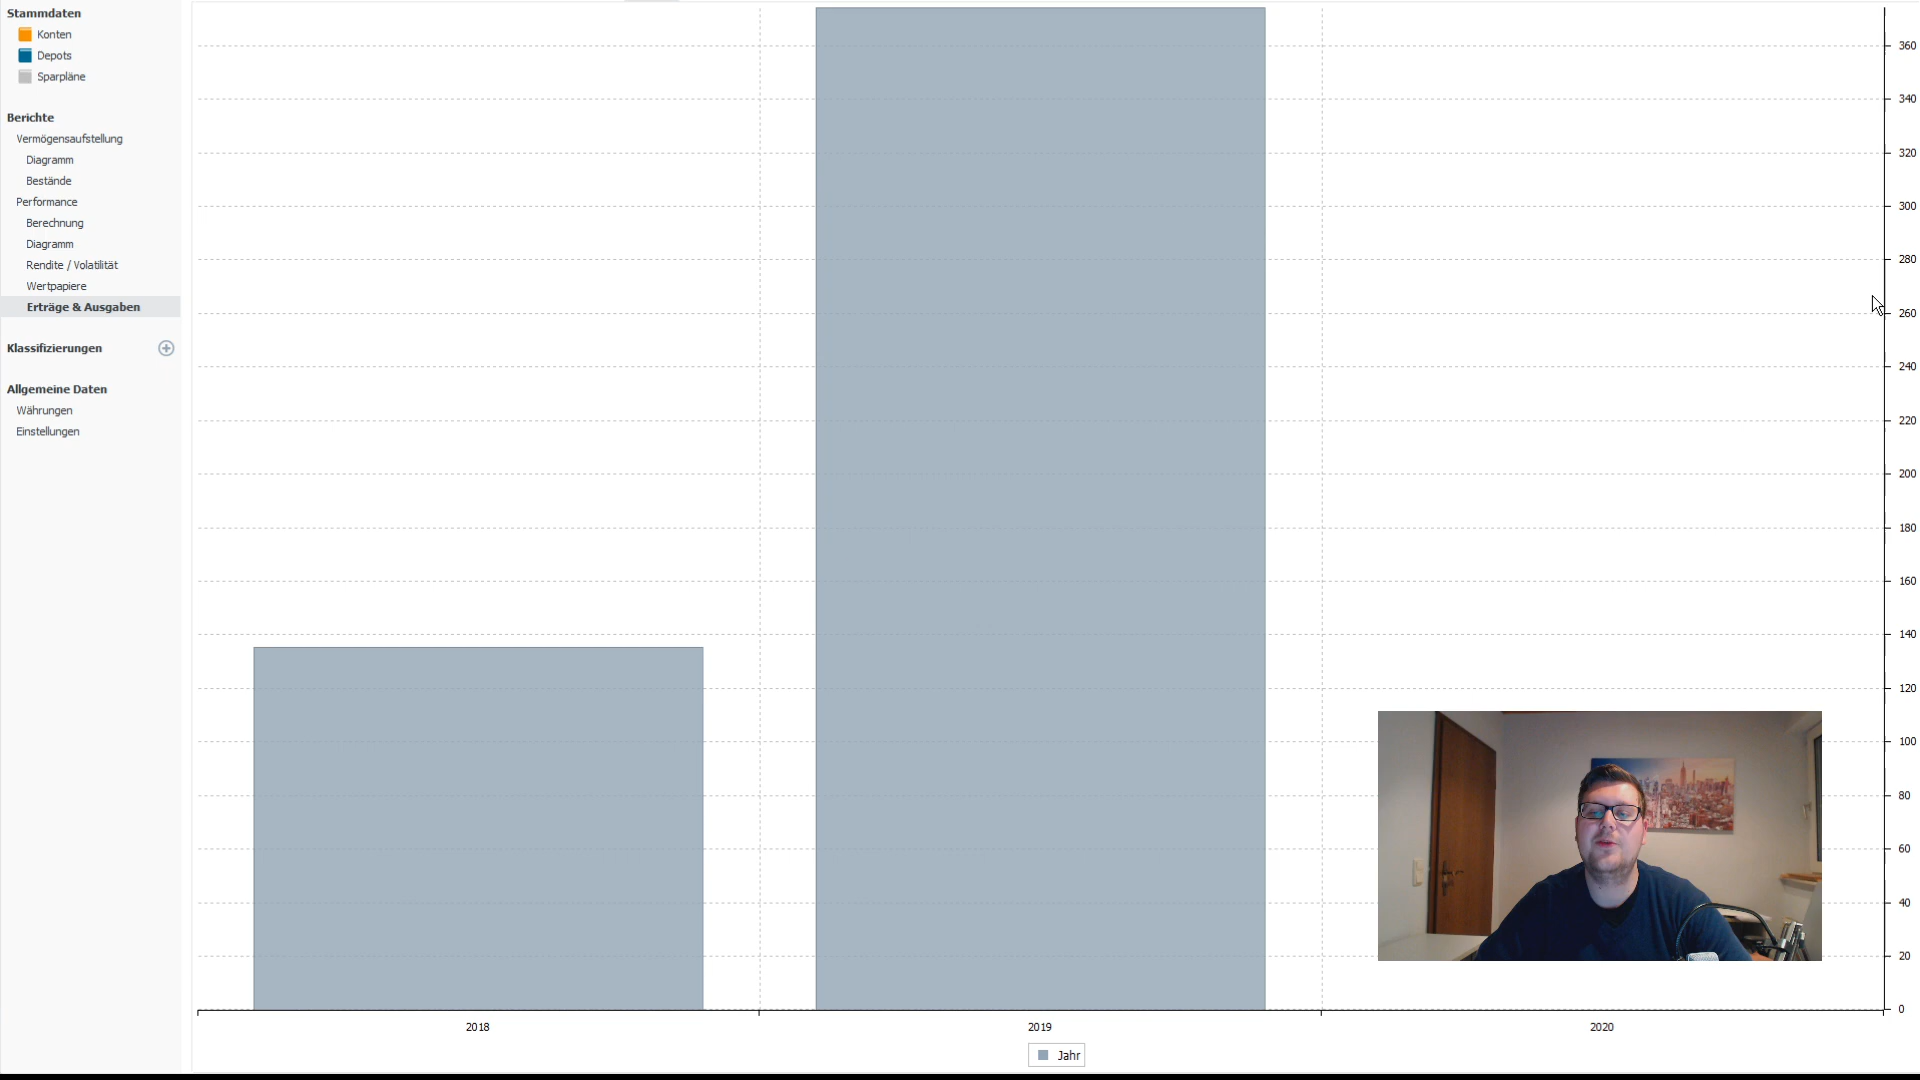 Stammdaten
Konten
Depots
Sparpläne
Berichte
Vermögensaufstellung
Diagramm
Bestände
Performance
Berechnung
Diagramm
Rendite / Volatilität
Wertpapiere
Erträge & Ausgaben
Klassifizierungen
Allgemeine Daten
Währungen
Einstellungen
360
340
320
300
280
260
240
220
200
180
160
140
120
100
80
60
40
20
0
2018
2019
2020
Jahr